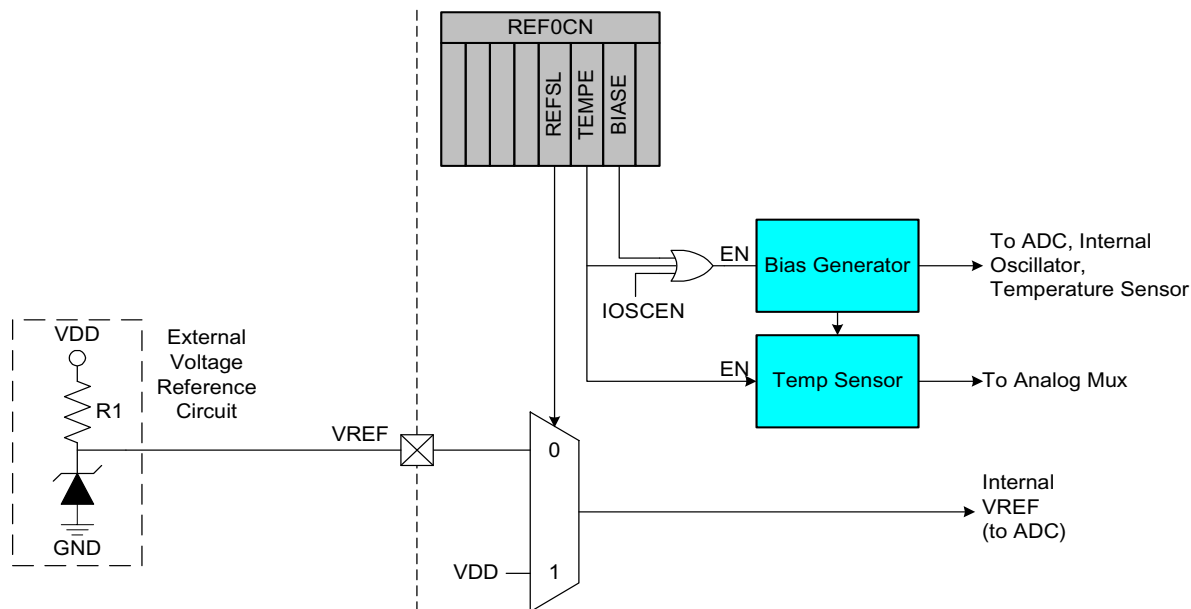 REF0CN
REFSL
TEMPE
BIASE
EN
Bias Generator
To ADC, Internal
Oscillator,
Temperature Sensor
IOSCEN
VDD
External
Voltage
Reference
Circuit
R1
GND
EN
Temp Sensor
To Analog Mux
VREF
0
Internal
VREF
(to ADC)
VDD
1